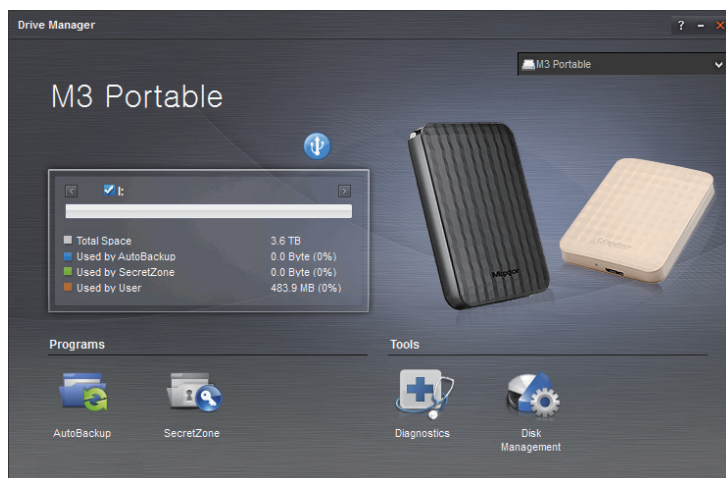 Drive Manager
? - ×
M3 Portable
M3 Portable
I:
Total Space 3.6 TB
Used by AutoBackup 0.0 Byte (0%)
Used by SecretZone 0.0 Byte (0%)
Used by User 483.9 MB (0%)
Maxtor
Maxtor
Programs
Tools
AutoBackup
SecretZone
Diagnostics
Disk
Management